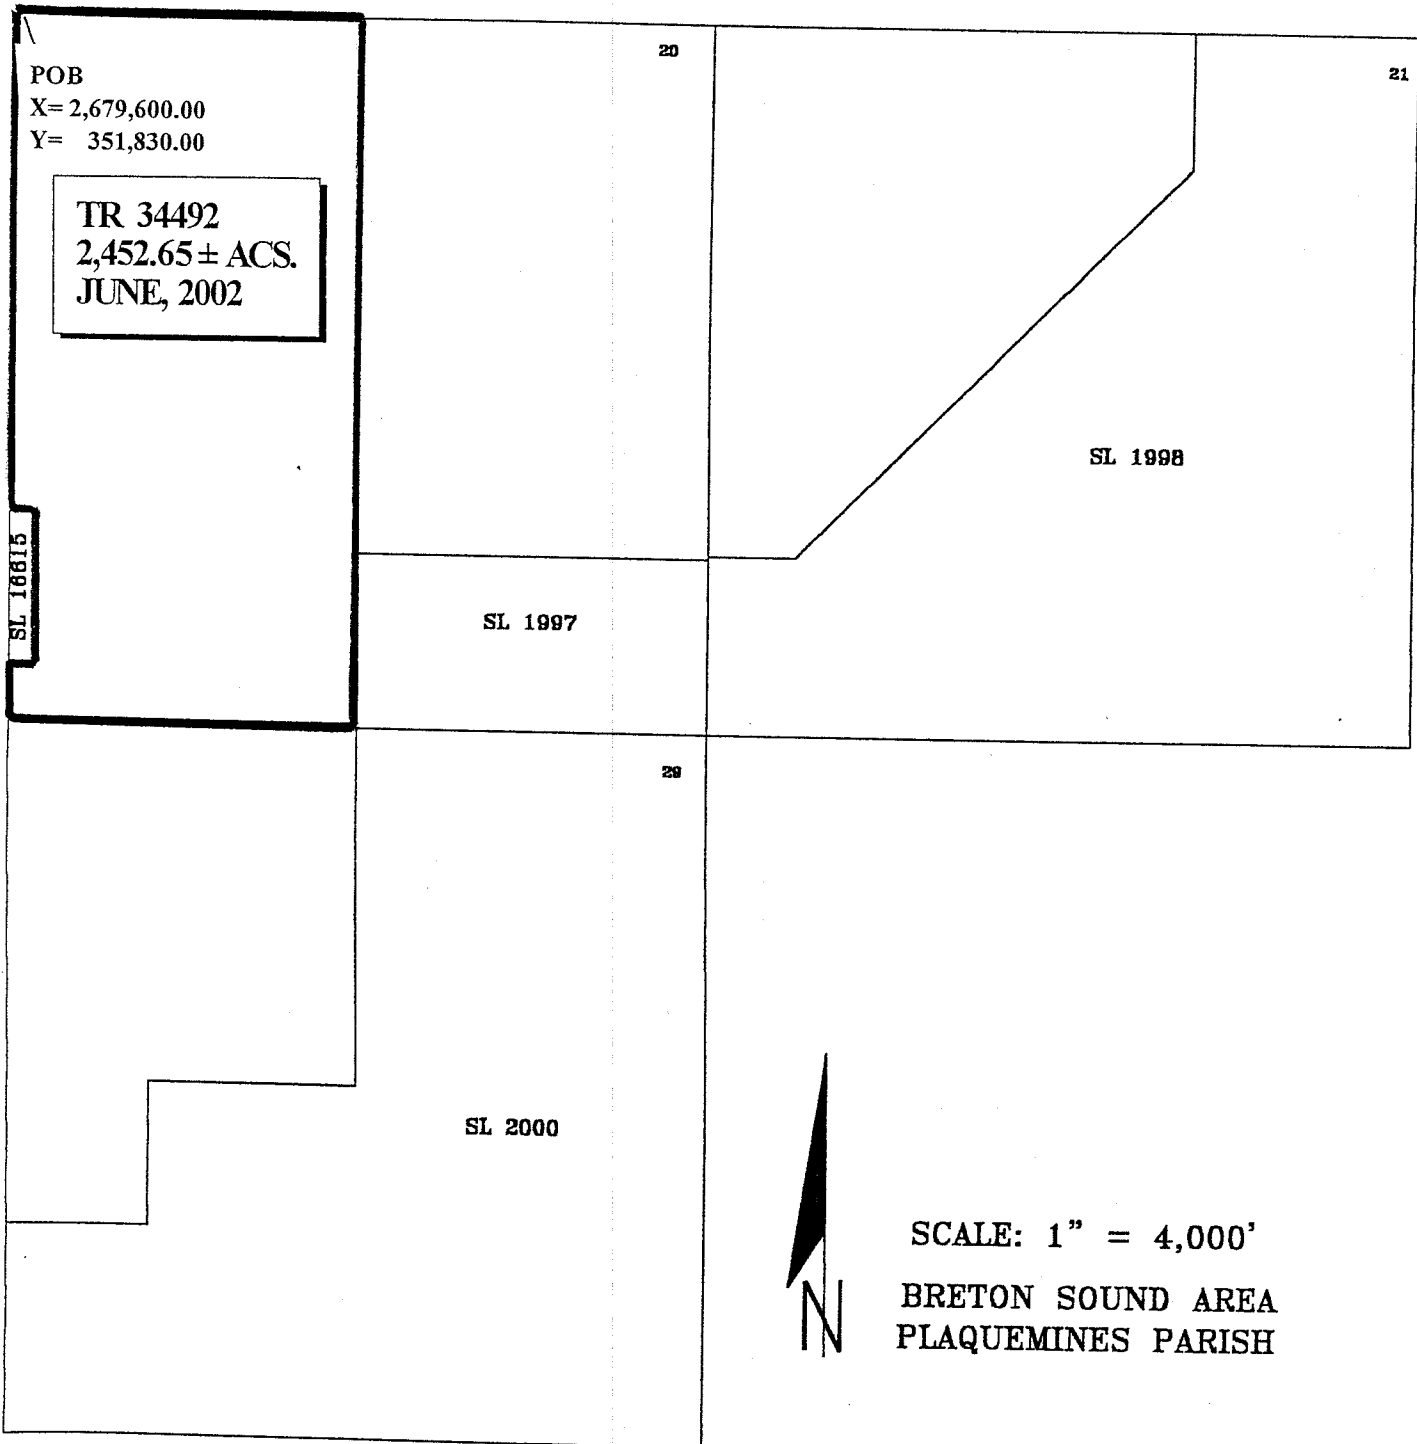 20
21
POB
X= 2,679,600.00
Y= 351,830.00
TR 34492
2,452.65 ± ACS.
JUNE, 2002
SL 1998
SL 16615
SL 1997
29
SL 2000
SCALE: 1” = 4,000’
N
BRETON SOUND AREA
PLAQUEMINES PARISH